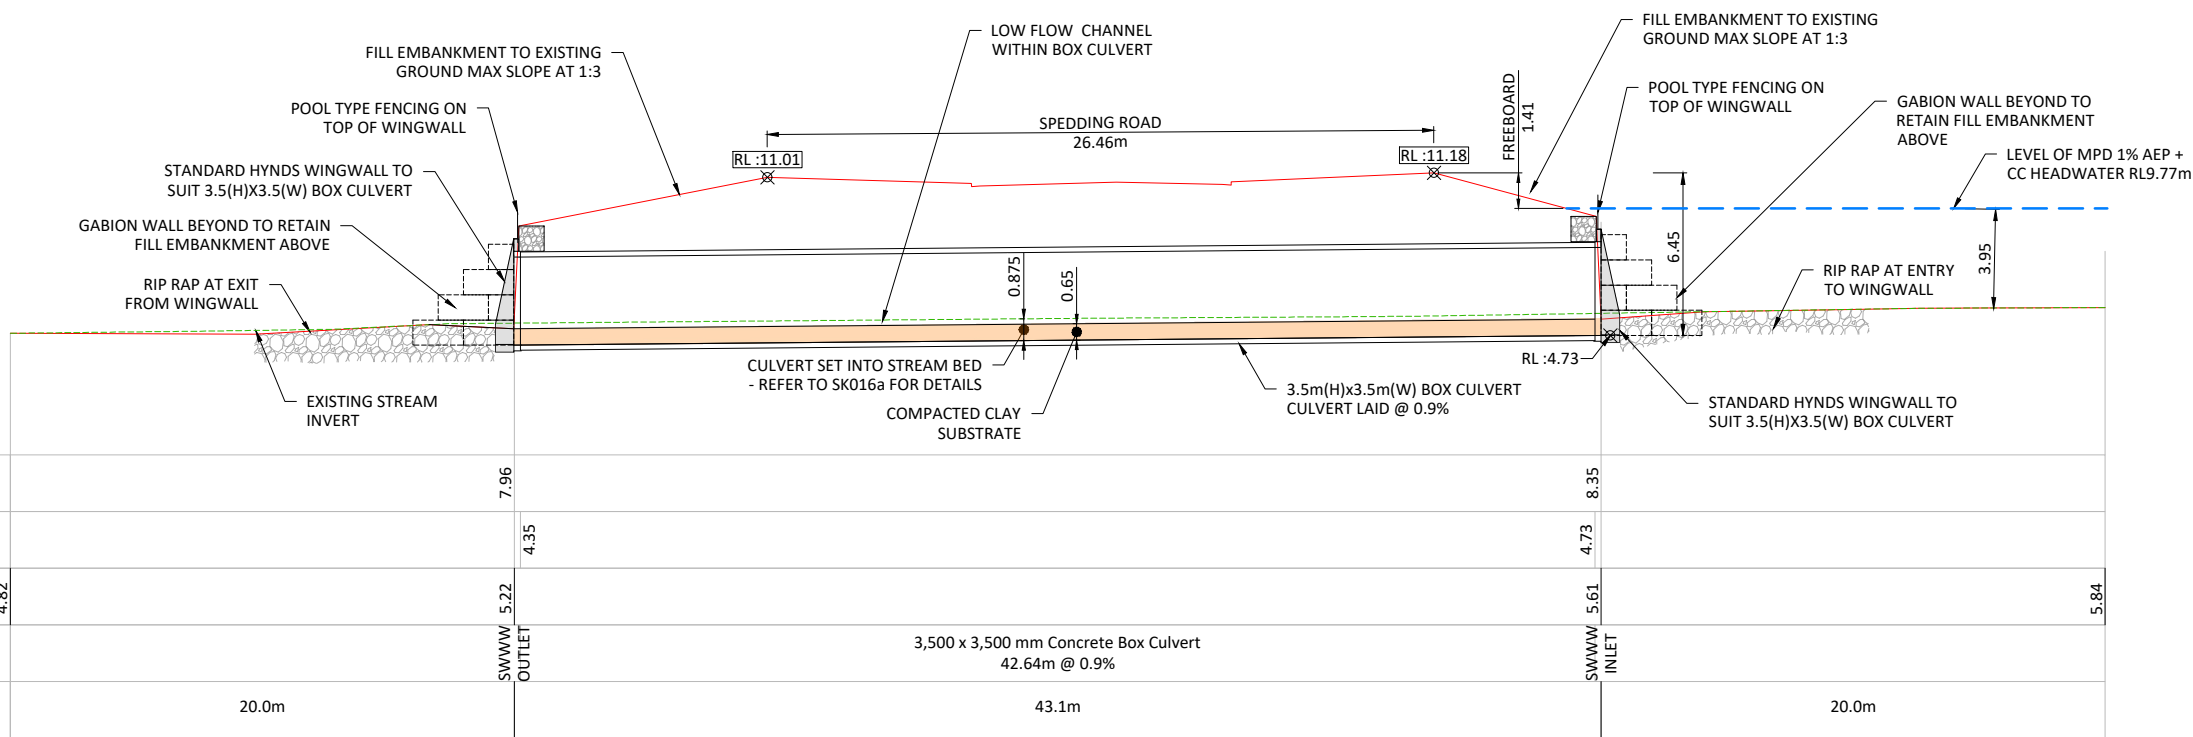 FILL EMBANKMENT TO EXISTING
GROUND MAX SLOPE AT 1:3
LOW FLOW CHANNEL
WITHIN BOX CULVERT
FILL EMBANKMENT TO EXISTING
GROUND MAX SLOPE AT 1:3
POOL TYPE FENCING ON
TOP OF WINGWALL
SPEDDING ROAD
26.46m
FREEBOARD
1.41
POOL TYPE FENCING ON
TOP OF WINGWALL
GABION WALL BEYOND TO
RETAIN FILL EMBANKMENT
ABOVE
STANDARD HYNDS WINGWALL TO
SUIT 3.5(H)X3.5(W) BOX CULVERT
RL :11.01
RL :11.18
LEVEL OF MPD 1% AEP +
CC HEADWATER RL9.77m
GABION WALL BEYOND TO RETAIN
FILL EMBANKMENT ABOVE
6.45
3.95
RIP RAP AT EXIT
FROM WINGWALL
0.875
0.65
RIP RAP AT ENTRY
TO WINGWALL
CULVERT SET INTO STREAM BED
- REFER TO SK016a FOR DETAILS
RL :4.73
EXISTING STREAM
INVERT
COMPACTED CLAY
SUBSTRATE
3.5m(H)x3.5m(W) BOX CULVERT
CULVERT LAID @ 0.9%
STANDARD HYNDS WINGWALL TO
SUIT 3.5(H)X3.5(W) BOX CULVERT
7.96
8.35
4.35
4.73
4.82
5.22
5.61
5.84
SWWW
OUTLET
3,500 x 3,500 mm Concrete Box Culvert
42.64m @ 0.9%
SWWW
INLET
20.0m
43.1m
20.0m